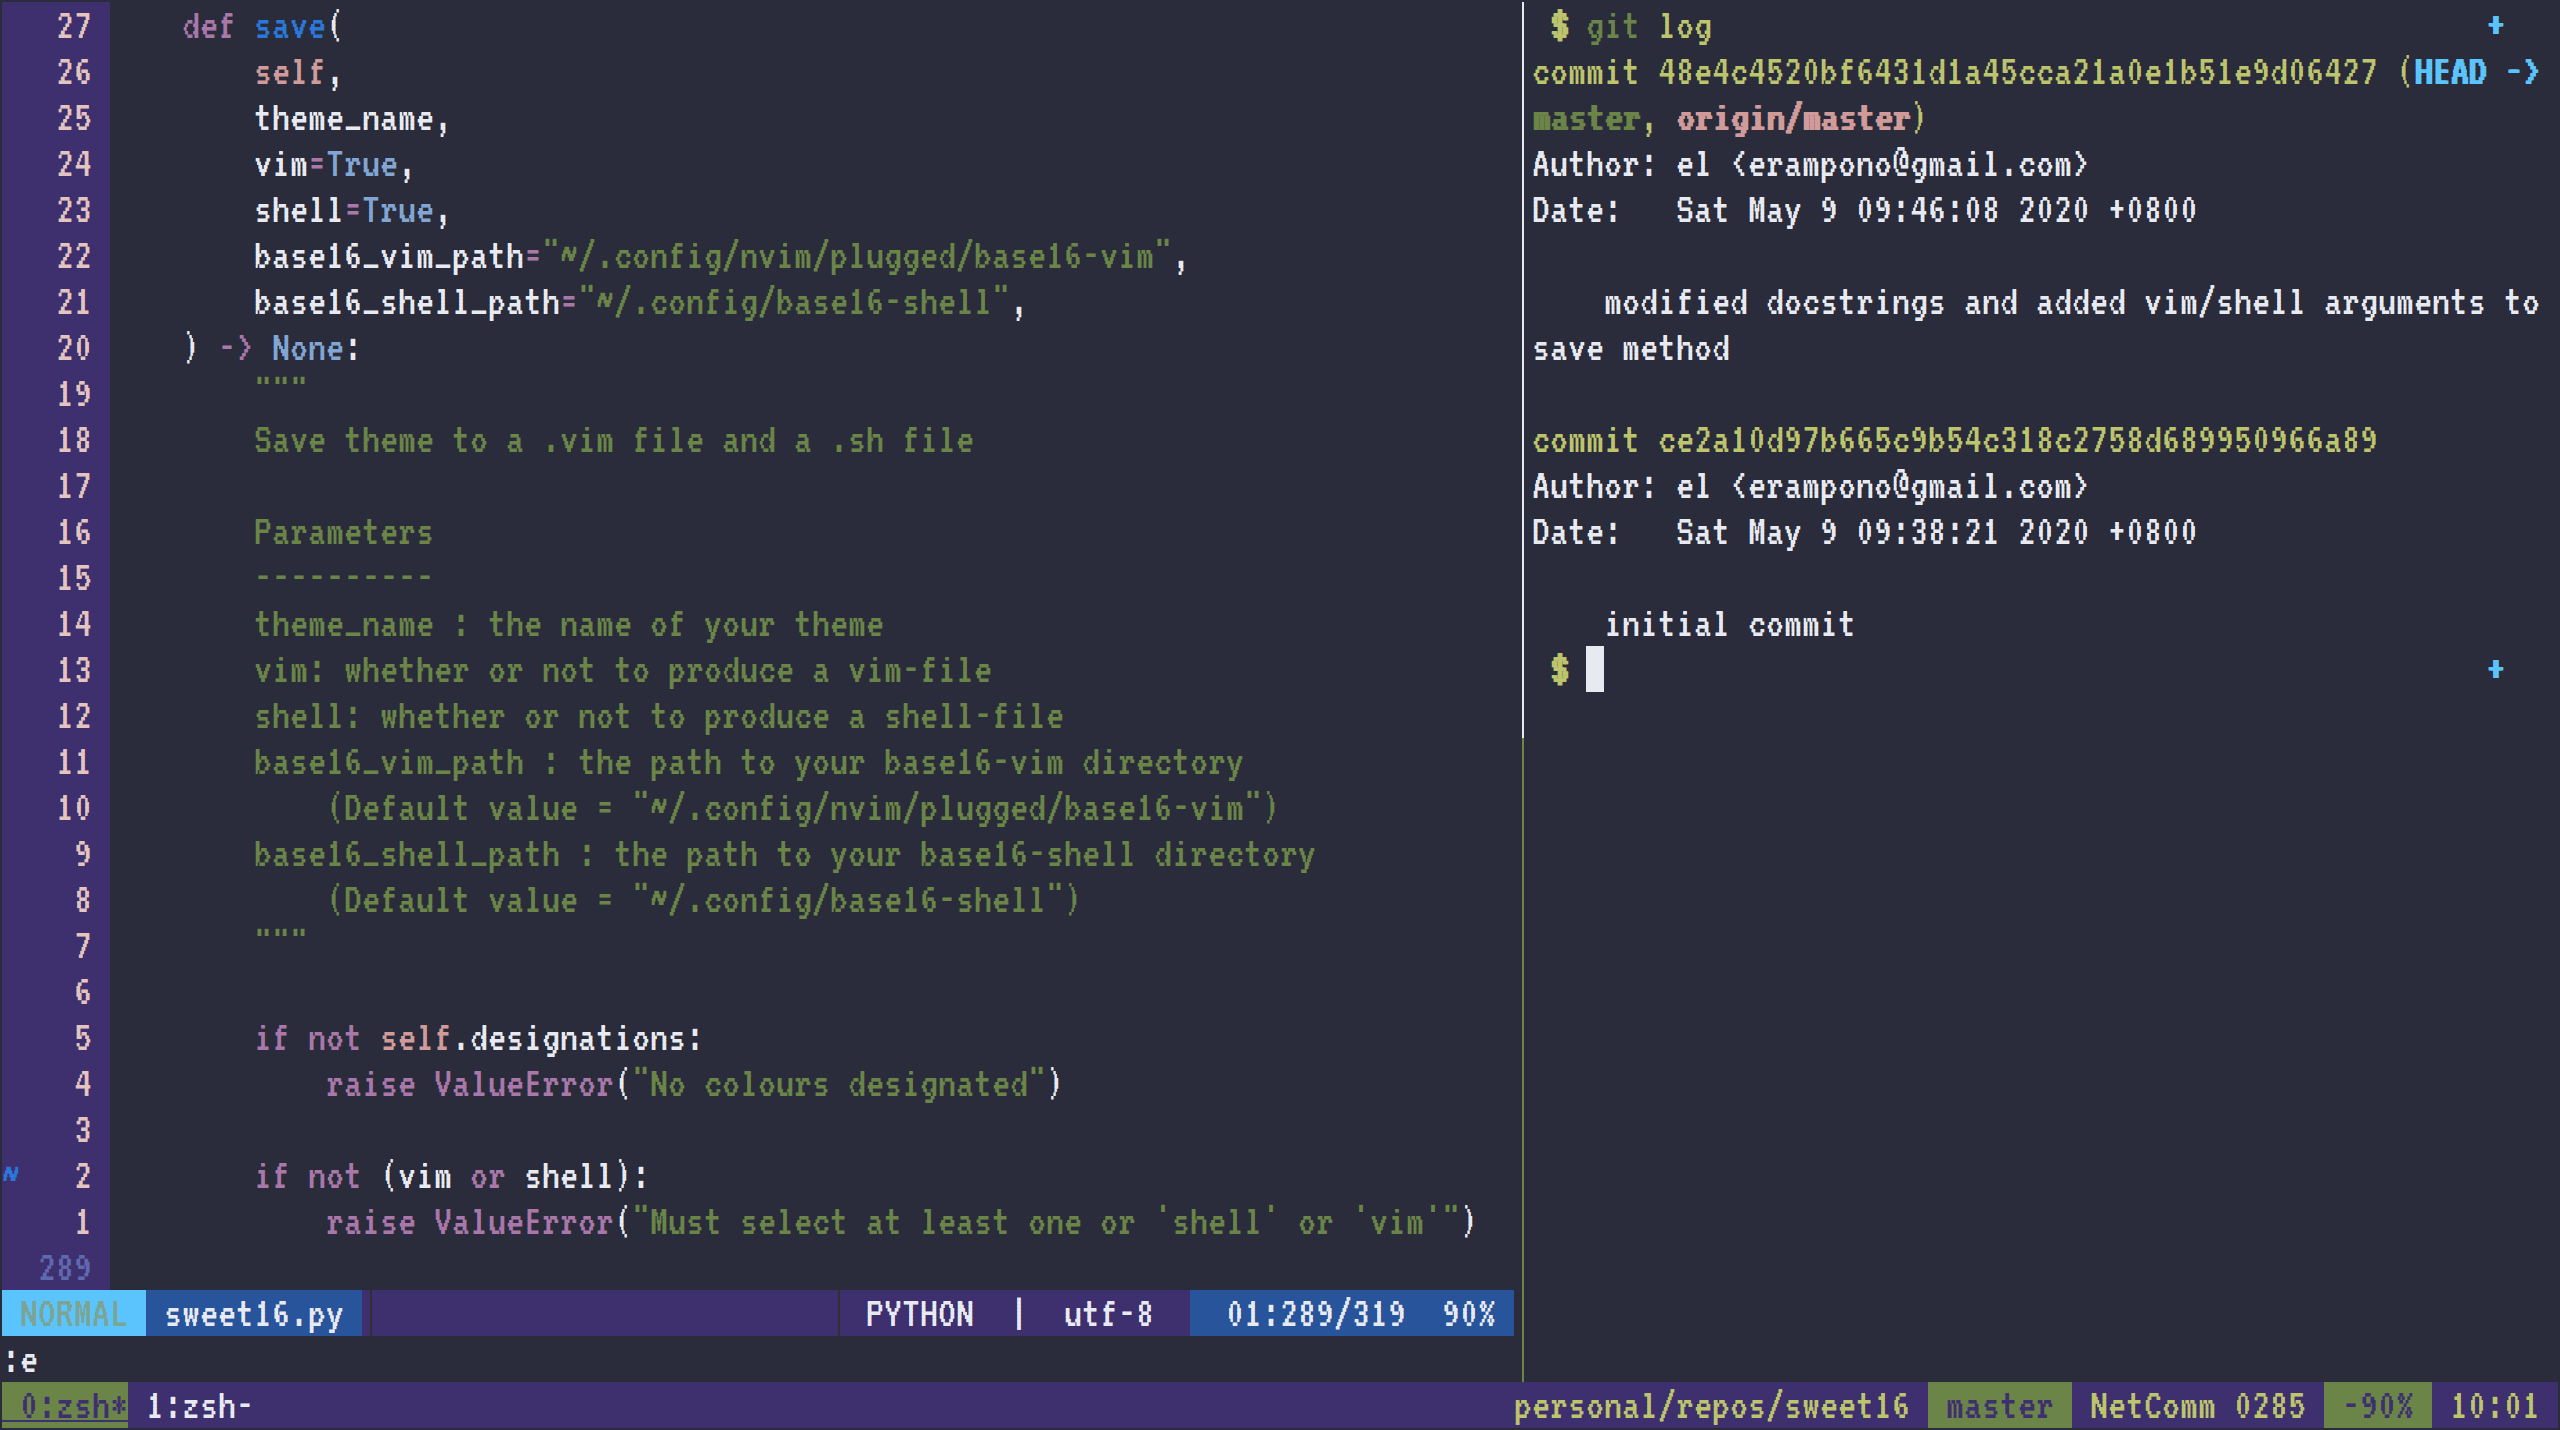 27     def save(
26         self,
25         theme_name,
24         vim=True,
23         shell=True,
22         base16_vim_path="~/.config/nvim/plugged/base16-vim",
21         base16_shell_path="~/.config/base16-shell",
20     ) -> None:
19         """
18         Save theme to a .vim file and a .sh file
17
16         Parameters
15         ----------
14         theme_name : the name of your theme
13         vim: whether or not to produce a vim-file
12         shell: whether or not to produce a shell-file
11         base16_vim_path : the path to your base16-vim directory
10             (Default value = "~/.config/nvim/plugged/base16-vim")
9         base16_shell_path : the path to your base16-shell directory
8             (Default value = "~/.config/base16-shell")
7         """
6
5         if not self.designations:
4             raise ValueError("No colours designated")
3
~ 2         if not (vim or shell):
1             raise ValueError("Must select at least one or 'shell' or 'vim'")
289
NORMAL sweet16.py PYTHON | utf-8 01:289/319 90%
:e
$ git log +
commit 48e4c4520bf6431d1a45cca21a0e1b51e9d06427 (HEAD ->
master, origin/master)
Author: el <erampono@gmail.com>
Date:   Sat May 9 09:46:08 2020 +0800
    modified docstrings and added vim/shell arguments to
save method
commit ce2a10d97b665c9b54c318c2758d689950966a89
Author: el <erampono@gmail.com>
Date:   Sat May 9 09:38:21 2020 +0800
    initial commit
$ +
0:zsh* 1:zsh- personal/repos/sweet16 master NetComm 0285 -90% 10:01